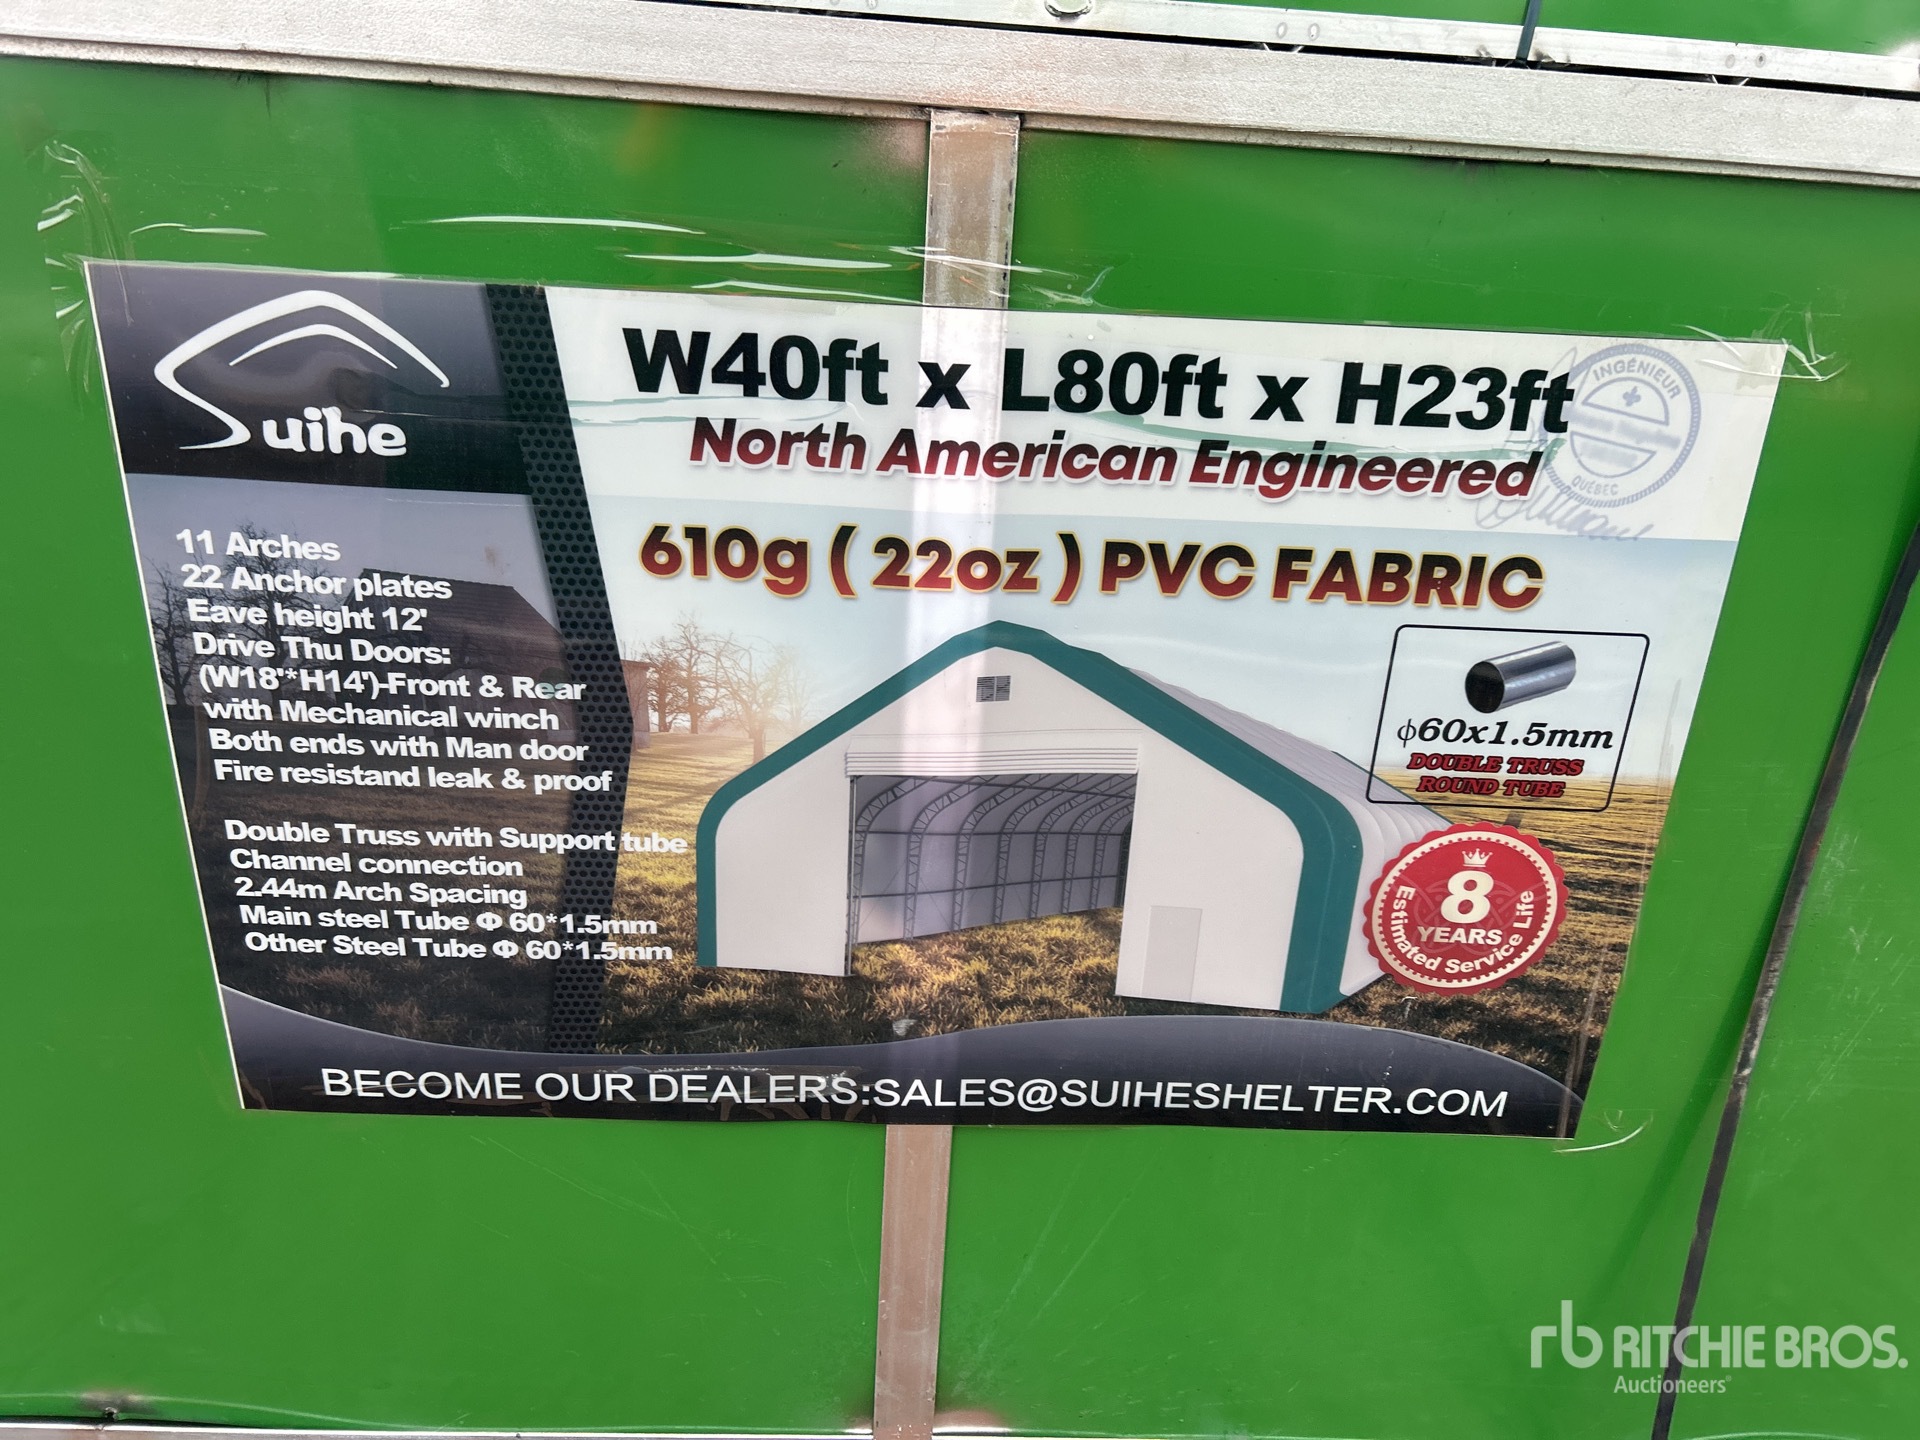 Suihe
W40ft x L80ft x H23ft
North American Engineered
INGÉNIEUR
QUÉBEC
610g ( 22oz ) PVC FABRIC
11 Arches
22 Anchor plates
Eave height 12'
Drive Thu Doors:
(W18'*H14')-Front & Rear
with Mechanical winch
Both ends with Man door
Fire resistand leak & proof
Double Truss with Support tube
Channel connection
2.44m Arch Spacing
Main steel Tube Φ 60*1.5mm
Other Steel Tube Φ 60*1.5mm
ϕ60x1.5mm
DOUBLE TRUSS
ROUND TUBE
8
YEARS
Estimated Service Life
BECOME OUR DEALERS:SALES@SUIHESHELTER.COM
rb RITCHIE BROS.
Auctioneers